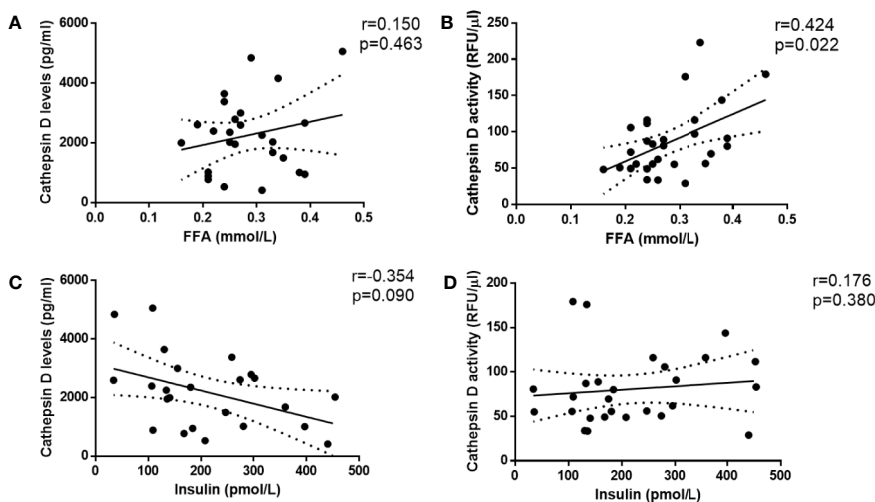 A
r=0.150
p=0.463
Cathepsin D levels (pg/ml)
6000
4000
2000
0
0.0 0.1 0.2 0.3 0.4 0.5
FFA (mmol/L)
B
r=0.424
p=0.022
Cathepsin D activity (RFU/µl)
250
200
150
100
50
0
0.0 0.1 0.2 0.3 0.4 0.5
FFA (mmol/L)
C
r=-0.354
p=0.090
Cathepsin D levels (pg/ml)
6000
4000
2000
0
0 100 200 300 400 500
Insulin (pmol/L)
D
r=0.176
p=0.380
Cathepsin D activity (RFU/µl)
200
150
100
50
0
0 100 200 300 400 500
Insulin (pmol/L)